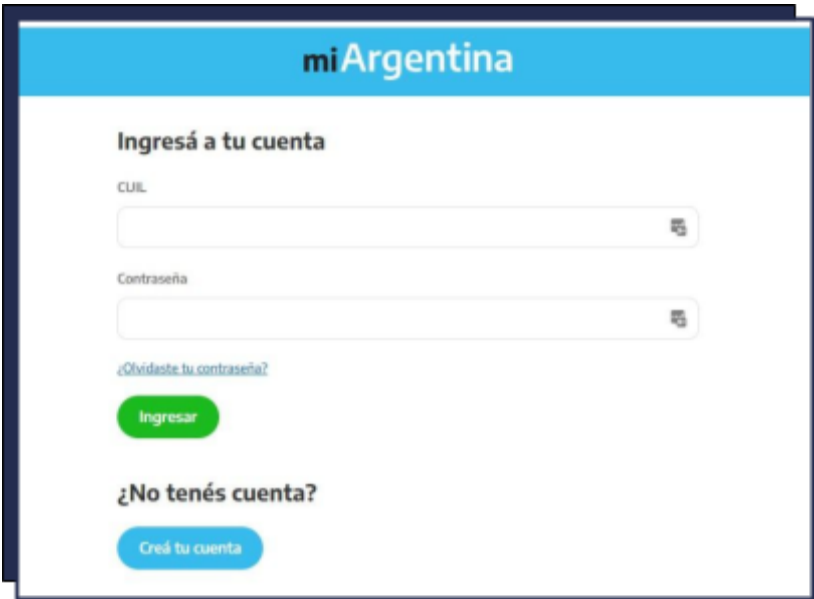 miArgentina
Ingresá a tu cuenta
CUIL
Contraseña
¿Olvidaste tu contraseña?
Ingresar
¿No tenés cuenta?
Creá tu cuenta